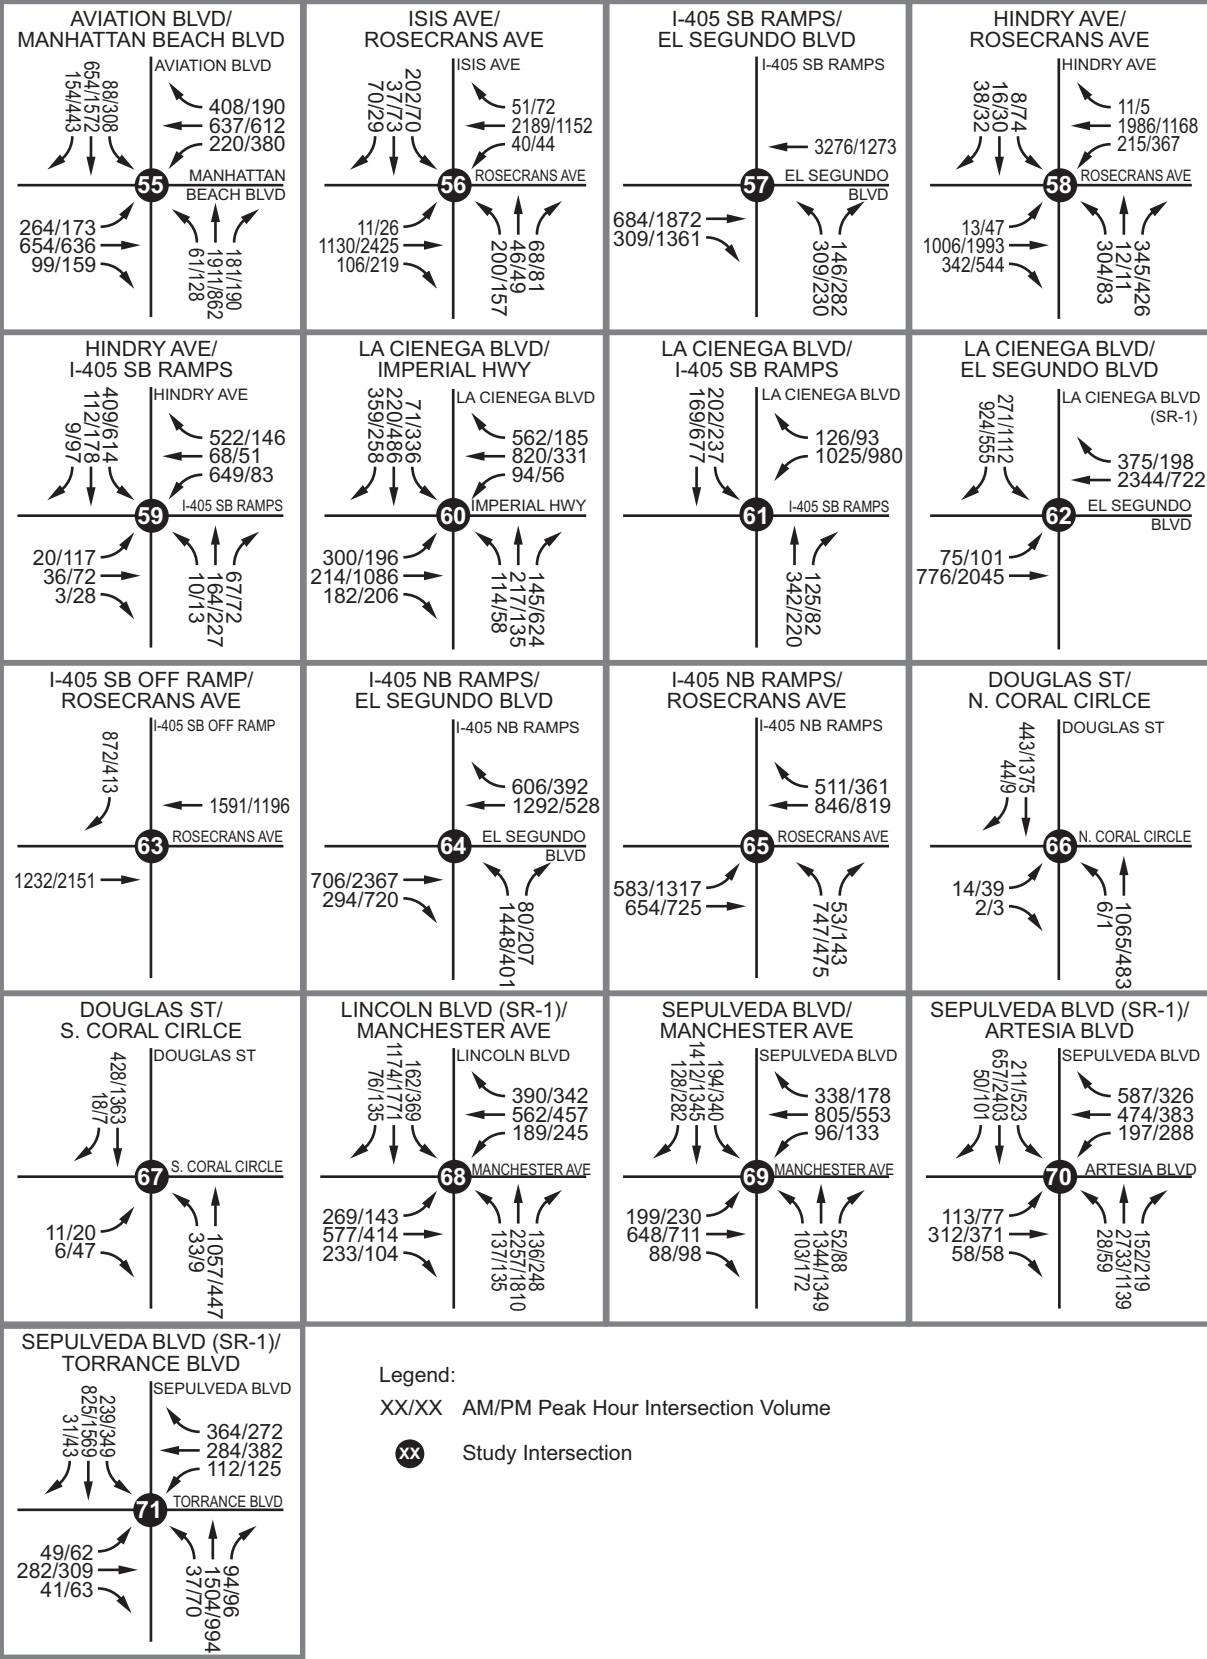 AVIATION BLVD/
MANHATTAN BEACH BLVD
AVIATION BLVD
154/443
654/1572
88/308
408/190
637/612
220/380
55
MANHATTAN
BEACH BLVD
264/173
654/636
99/159
61/128
1911/862
181/190
ISIS AVE/
ROSECRANS AVE
ISIS AVE
70/29
37/73
202/70
51/72
2189/1152
40/44
56
ROSECRANS AVE
11/26
1130/2425
106/219
200/157
46/49
68/81
I-405 SB RAMPS/
EL SEGUNDO BLVD
I-405 SB RAMPS
3276/1273
57
EL SEGUNDO
BLVD
684/1872
309/1361
309/230
146/282
HINDRY AVE/
ROSECRANS AVE
HINDRY AVE
38/32
16/30
8/74
11/5
1986/1168
215/367
58
ROSECRANS AVE
13/47
1006/1993
342/544
304/83
12/11
345/426
HINDRY AVE/
I-405 SB RAMPS
HINDRY AVE
9/97
112/178
409/614
522/146
68/51
649/83
59
I-405 SB RAMPS
20/117
36/72
3/28
10/13
164/227
67/72
LA CIENEGA BLVD/
IMPERIAL HWY
LA CIENEGA BLVD
359/258
220/486
71/336
562/185
820/331
94/56
60
IMPERIAL HWY
300/196
214/1086
182/206
114/58
217/135
145/624
LA CIENEGA BLVD/
I-405 SB RAMPS
LA CIENEGA BLVD
169/677
202/237
126/93
1025/980
61
I-405 SB RAMPS
342/220
125/82
LA CIENEGA BLVD/
EL SEGUNDO BLVD
LA CIENEGA BLVD
(SR-1)
924/555
271/1112
375/198
2344/722
62
EL SEGUNDO
BLVD
75/101
776/2045
I-405 SB OFF RAMP/
ROSECRANS AVE
I-405 SB OFF RAMP
872/413
1591/1196
63
ROSECRANS AVE
1232/2151
I-405 NB RAMPS/
EL SEGUNDO BLVD
I-405 NB RAMPS
606/392
1292/528
64
EL SEGUNDO
BLVD
706/2367
294/720
1448/401
80/207
I-405 NB RAMPS/
ROSECRANS AVE
I-405 NB RAMPS
511/361
846/819
65
ROSECRANS AVE
583/1317
654/725
747/475
53/143
DOUGLAS ST/
N. CORAL CIRLCE
DOUGLAS ST
44/9
443/1375
66
N. CORAL CIRCLE
14/39
2/3
6/1
1065/483
DOUGLAS ST/
S. CORAL CIRLCE
DOUGLAS ST
18/7
428/1363
67
S. CORAL CIRCLE
11/20
6/47
33/9
1057/447
LINCOLN BLVD (SR-1)/
MANCHESTER AVE
LINCOLN BLVD
76/135
1174/1771
162/369
390/342
562/457
189/245
68
MANCHESTER AVE
269/143
577/414
233/104
137/135
2257/1810
136/248
SEPULVEDA BLVD/
MANCHESTER AVE
SEPULVEDA BLVD
128/282
1412/1345
194/340
338/178
805/553
96/133
69
MANCHESTER AVE
199/230
648/711
88/98
103/172
1344/1349
52/88
SEPULVEDA BLVD (SR-1)/
ARTESIA BLVD
SEPULVEDA BLVD
50/101
657/2403
211/523
587/326
474/383
197/288
70
ARTESIA BLVD
113/77
312/371
58/58
28/59
2733/1139
152/219
SEPULVEDA BLVD (SR-1)/
TORRANCE BLVD
SEPULVEDA BLVD
31/43
825/1569
239/349
364/272
284/382
112/125
71
TORRANCE BLVD
49/62
282/309
41/63
37/70
1504/994
94/96
Legend:
XX/XX AM/PM Peak Hour Intersection Volume
XX Study Intersection